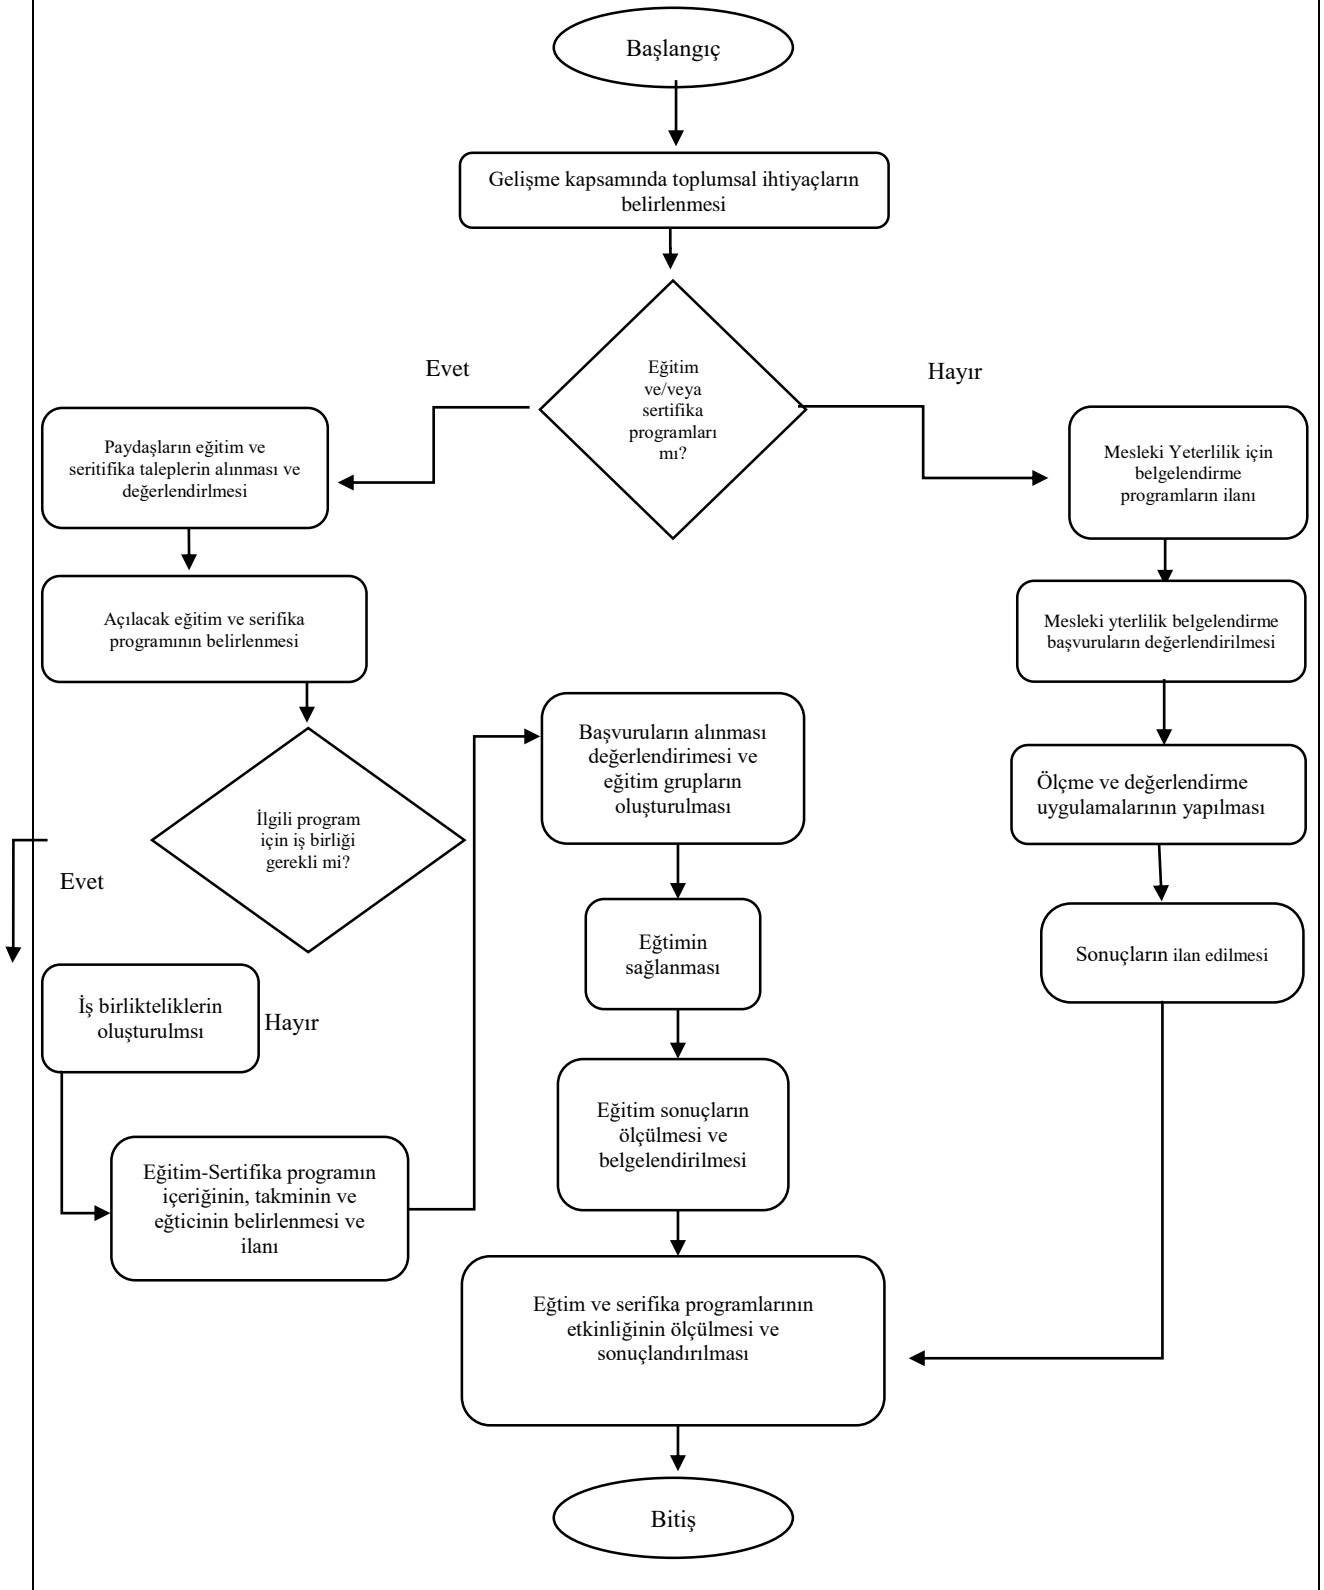 Başlangıç
Gelişme kapsamında toplumsal ihtiyaçların
belirlenmesi
Evet
Eğitim
ve/veya
sertifika
programları
mı?
Hayır
Paydaşların eğitim ve
seritifika taleplerin alınması ve
değerlendirlmesi
Mesleki Yeterlilik için
belgelendirme
programların ilanı
Açılacak eğitim ve serifika
programının belirlenmesi
Mesleki yterlilik belgelendirme
başvuruların değerlendirilmesi
İlgili program
için iş birliği
gerekli mi?
Evet
Başvuruların alınması
değerlendirimesi ve
eğitim grupların
oluşturulması
Ölçme ve değerlendirme
uygulamalarının yapılması
Eğtimin
sağlanması
Sonuçların ilan edilmesi
İş birlikteliklerin
oluşturulmsı
Hayır
Eğitim sonuçların
ölçülmesi ve
belgelendirilmesi
Eğitim-Sertifika programın
içeriğinin, takminin ve
eğticinin belirlenmesi ve
ilanı
Eğtim ve serifika programlarının
etkinliğinin ölçülmesi ve
sonuçlandırılması
Bitiş